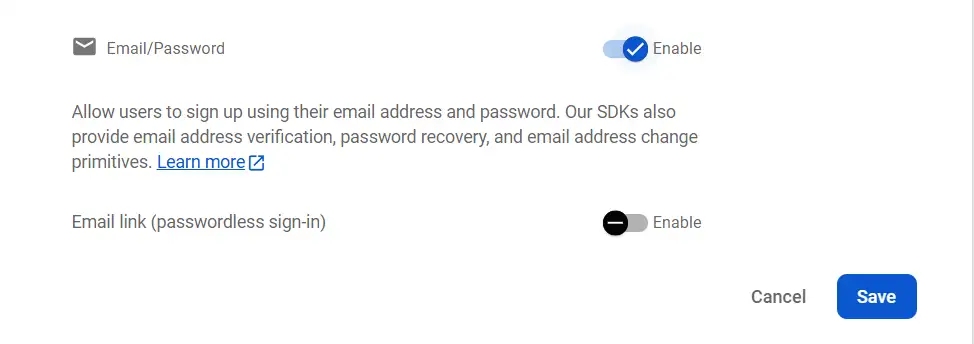 Email/Password Enable
Allow users to sign up using their email address and password. Our SDKs also
provide email address verification, password recovery, and email address change
primitives. Learn more
Email link (passwordless sign-in) Enable
Cancel Save